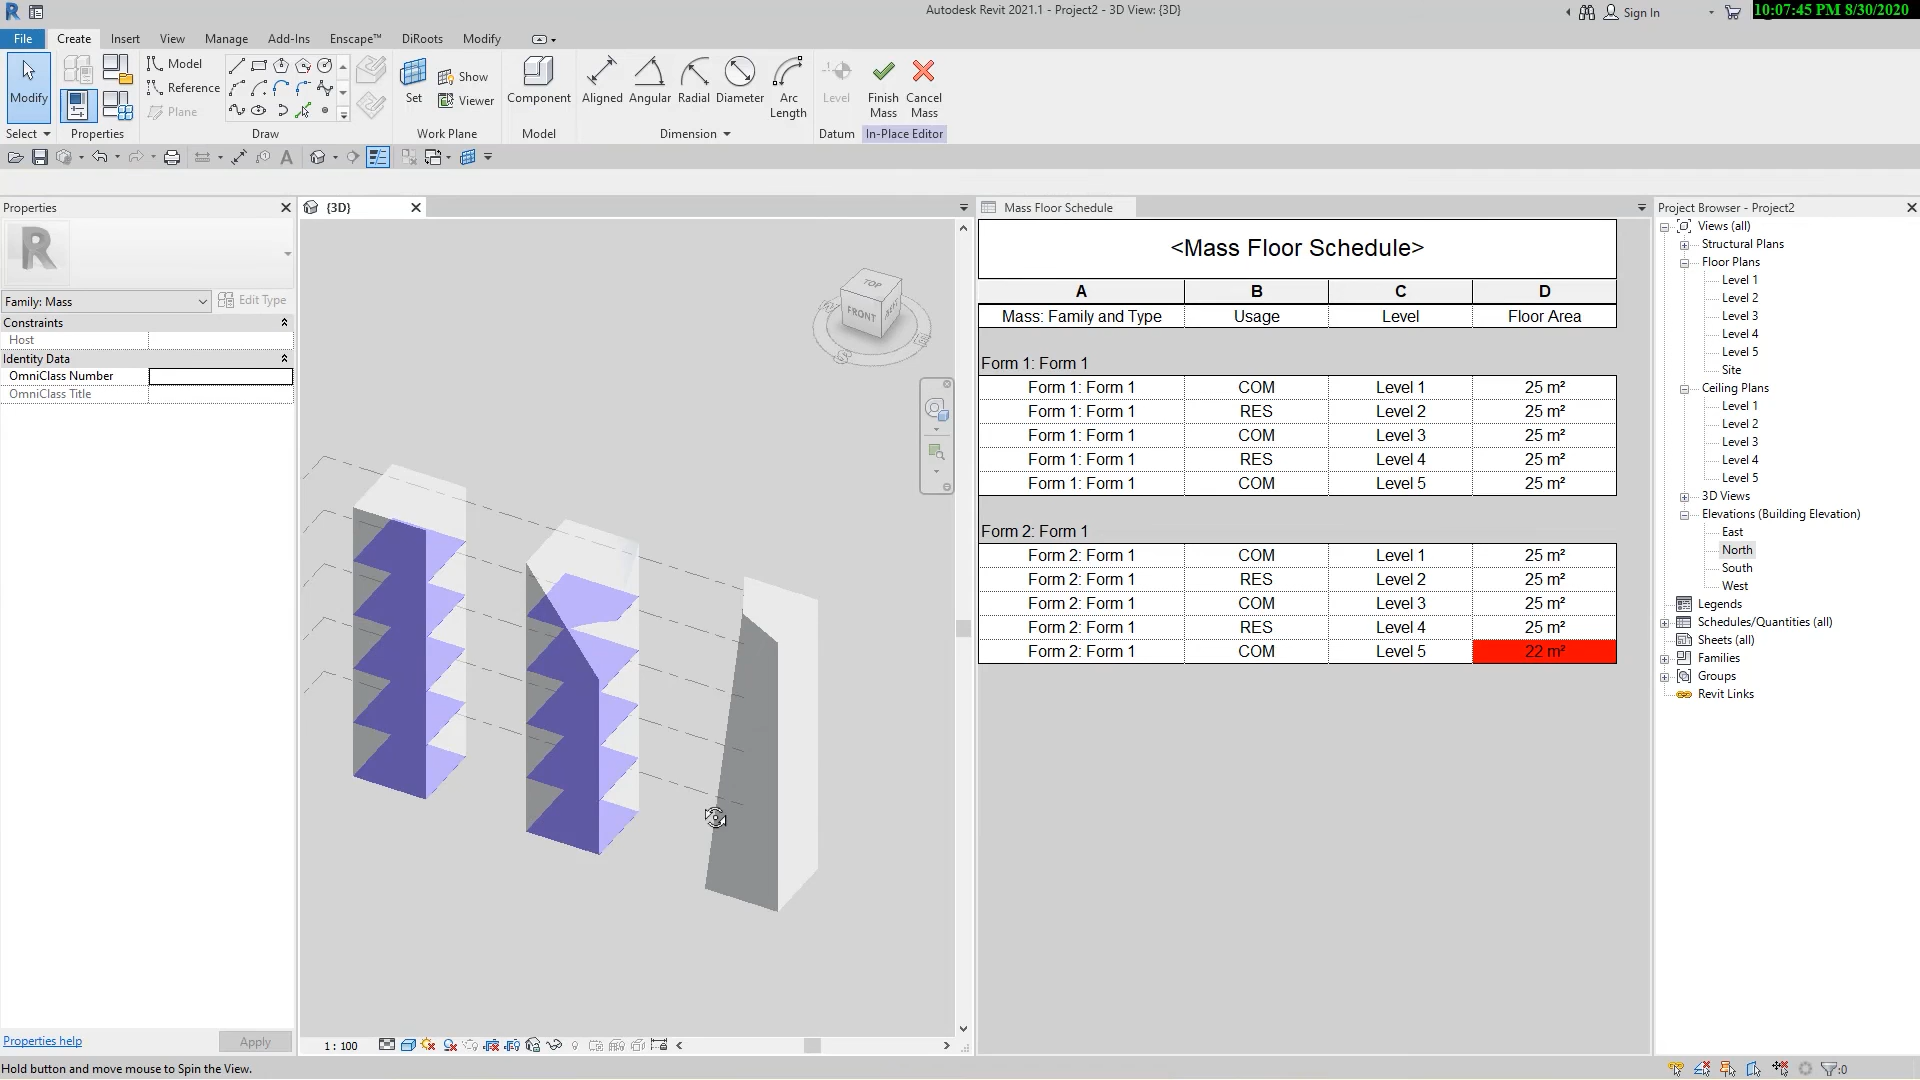 Autodesk Revit 2021.1 - Project2 - 3D View: {3D}
Sign In
10:07:45 PM 8/30/2020
File
Create
Insert
View
Manage
Add-Ins
Enscape™
DiRoots
Modify
Modify
Select
Properties
Model
Reference
Plane
Draw
Set
Show
Viewer
Work Plane
Component
Model
Aligned
Angular
Radial
Diameter
Arc
Length
Dimension
Level
Datum
Finish
Mass
Cancel
Mass
In-Place Editor
Properties
R
Family: Mass
Edit Type
Constraints
Host
Identity Data
OmniClass Number
OmniClass Title
Properties help
Apply
{3D}
TOP
FRONT
1 : 100
Mass Floor Schedule
<Mass Floor Schedule>
A B C D
Mass: Family and Type Usage Level Floor Area
Form 1: Form 1
Form 1: Form 1 COM Level 1 25 m²
Form 1: Form 1 RES Level 2 25 m²
Form 1: Form 1 COM Level 3 25 m²
Form 1: Form 1 RES Level 4 25 m²
Form 1: Form 1 COM Level 5 25 m²
Form 2: Form 1
Form 2: Form 1 COM Level 1 25 m²
Form 2: Form 1 RES Level 2 25 m²
Form 2: Form 1 COM Level 3 25 m²
Form 2: Form 1 RES Level 4 25 m²
Form 2: Form 1 COM Level 5 22 m²
Project Browser - Project2
Views (all)
Structural Plans
Floor Plans
Level 1
Level 2
Level 3
Level 4
Level 5
Site
Ceiling Plans
Level 1
Level 2
Level 3
Level 4
Level 5
3D Views
Elevations (Building Elevation)
East
North
South
West
Legends
Schedules/Quantities (all)
Sheets (all)
Families
Groups
Revit Links
Hold button and move mouse to Spin the View.
:0